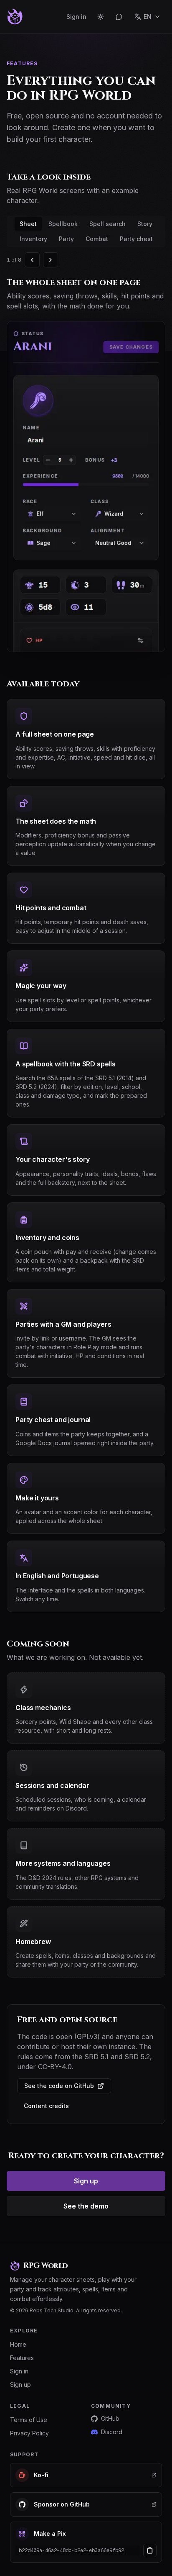 Sign in
EN
FEATURES
Everything you can
do in RPG World
Free, open source and no account needed to
look around. Create one when you want to
build your first character.
Take a look inside
Real RPG World screens with an example
character.
Sheet Spellbook Spell search Story
Inventory Party Combat Party chest
1 of 8
The whole sheet on one page
Ability scores, saving throws, skills, hit points and
spell slots, with the math done for you.
STATUS
Arani
SAVE CHANGES
NAME
Arani
LEVEL − 8 + BONUS +3
EXPERIENCE
/ 14000
RACE CLASS
Elf Wizard
BACKGROUND ALIGNMENT
Sage Neutral Good
15 3 30
5d8 11
HP
Available today
A full sheet on one page
Ability scores, saving throws, skills with proficiency
and expertise, AC, initiative, speed and hit dice, all
in view.
The sheet does the math
Modifiers, proficiency bonus and passive
perception update automatically when you change
a value.
Hit points and combat
Hit points, temporary hit points and death saves,
easy to adjust in the middle of a session.
Magic your way
Use spell slots by level or spell points, whichever
your party prefers.
A spellbook with the SRD spells
Search the 658 spells of the SRD 5.1 (2014) and
SRD 5.2 (2024), filter by edition, level, school,
class and damage type, and mark the prepared
ones.
Your character's story
Appearance, personality traits, ideals, bonds, flaws
and the full backstory, next to the sheet.
Inventory and coins
A coin pouch with pay and receive (change comes
back on its own) and a backpack with the SRD
items and total weight.
Parties with a GM and players
Invite by link or username. The GM sees the
party's characters in Role Play mode and runs
combat with initiative, HP and conditions in real
time.
Party chest and journal
Coins and items the party keeps together, and a
Google Docs journal opened right inside the party.
Make it yours
An avatar and an accent color for each character,
applied across the whole sheet.
In English and Portuguese
The interface and the spells in both languages.
Switch any time.
Coming soon
What we are working on. Not available yet.
Class mechanics
Sorcery points, Wild Shape and every other class
resource, with short and long rests.
Sessions and calendar
Scheduled sessions, who is coming, a calendar
and reminders on Discord.
More systems and languages
The D&D 2024 rules, other RPG systems and
community translations.
Homebrew
Create spells, items, classes and backgrounds and
share them with your party or the community.
Free and open source
The code is open (GPLv3) and anyone can
contribute or host their own instance. The
rules come from the SRD 5.1 and SRD 5.2,
under CC-BY-4.0.
See the code on GitHub
Content credits
Ready to create your character?
Sign up
See the demo
RPG World
Manage your character sheets, play with your
party and track attributes, spells, items and
combat effortlessly.
© 2026 Rebs Tech Studio. All rights reserved.
EXPLORE
Home
Features
Sign in
Sign up
LEGAL COMMUNITY
Terms of Use GitHub
Privacy Policy Discord
SUPPORT
Ko-fi
Sponsor on GitHub
Make a Pix